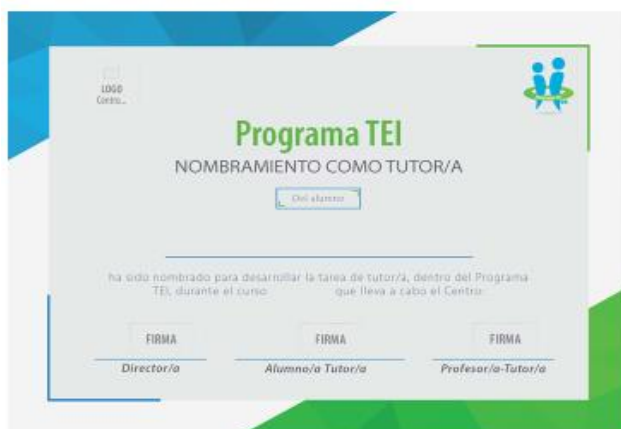 LOGO
Centro...
Programa TEI
NOMBRAMIENTO COMO TUTOR/A
Del alumno
ha sido nombrado para desarrollar la tarea de tutor/a, dentro del Programa
TEI, durante el curso que lleva a cabo el Centro.
FIRMA FIRMA FIRMA
Director/a Alumno/a Tutor/a Profesor/a-Tutor/a